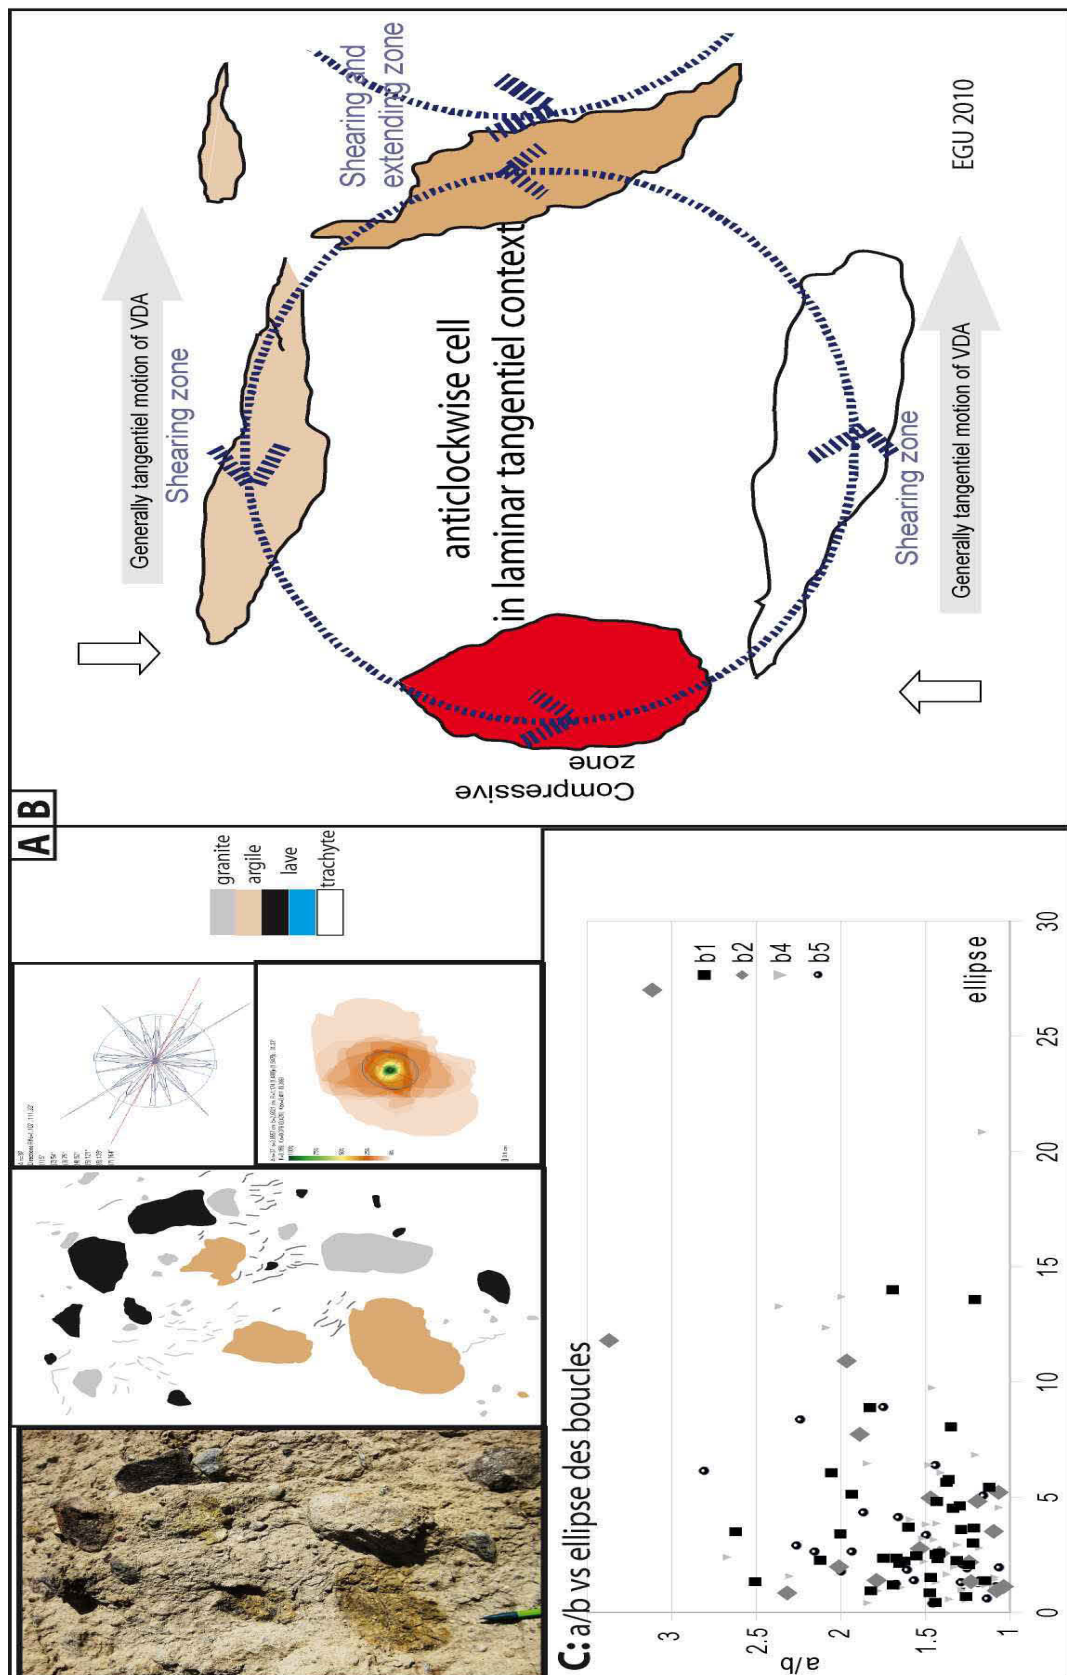 A
B
granite
argile
lave
trachyte
Generally tangentiel motion of VDA
Shearing zone
Shearing and
extending zone
Compressive
zone
anticlockwise cell
in laminar tangentiel context
Shearing zone
Generally tangentiel motion of VDA
EGU 2010
C: a/b vs ellipse des boucles
b1
b2
b4
b5
ellipse
a/b
3
2.5
2
1.5
1
0
5
10
15
20
25
30